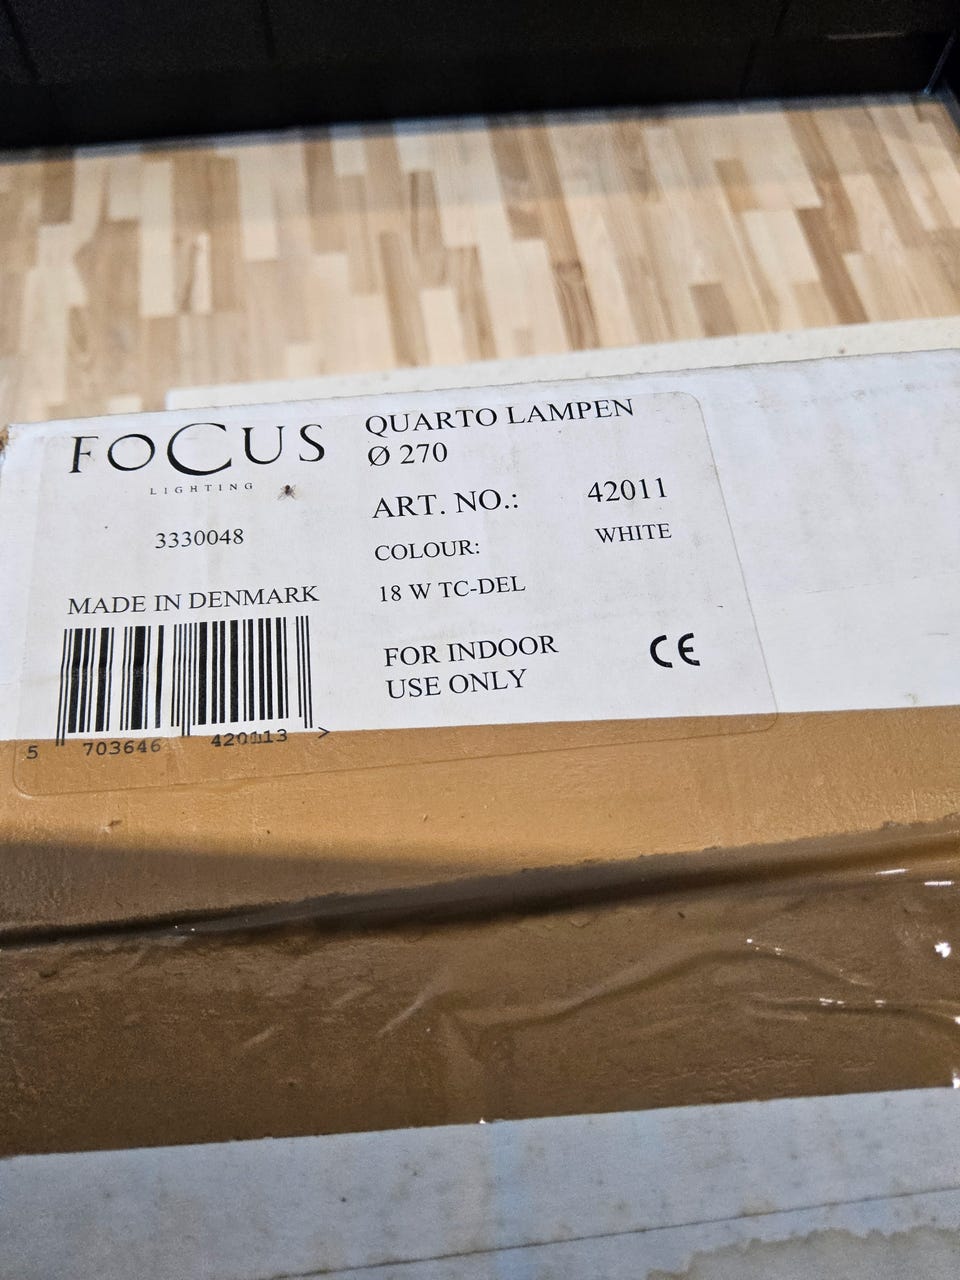 FOCUS
LIGHTING
3330048
MADE IN DENMARK
5 703646 420113 >
QUARTO LAMPEN
Ø 270
ART. NO.: 42011
COLOUR: WHITE
18 W TC-DEL
FOR INDOOR
USE ONLY
CE